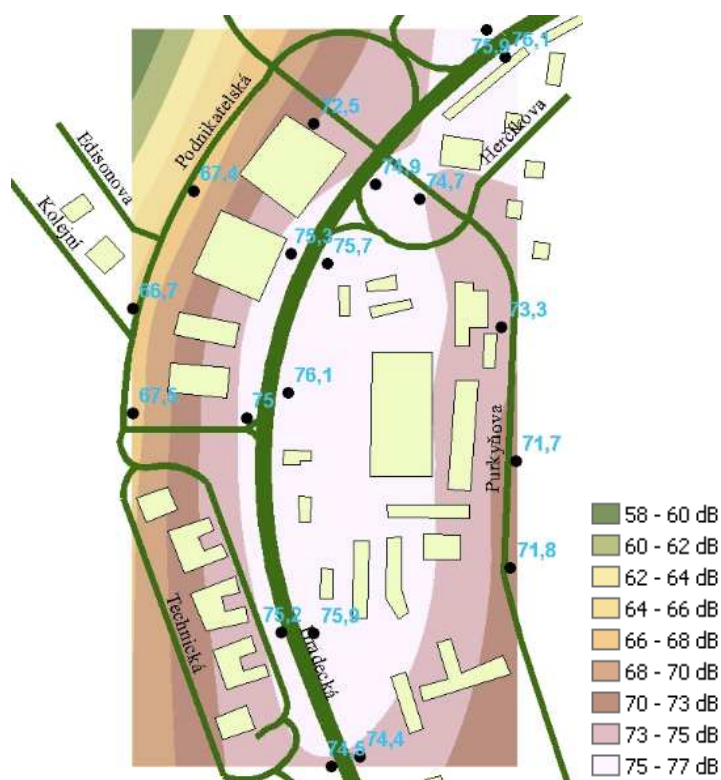 75,9
76,1
72,5
Podnikatelská
Herčíkova
Edisonova
67,4
74,9
74,7
Kolejní
75,3
75,7
66,7
73,3
76,1
67,5
75
Purkyňova
71,7
71,8
Technická
75,2
75,9
Hradecká
74,5
74,4
58 - 60 dB
60 - 62 dB
62 - 64 dB
64 - 66 dB
66 - 68 dB
68 - 70 dB
70 - 73 dB
73 - 75 dB
75 - 77 dB